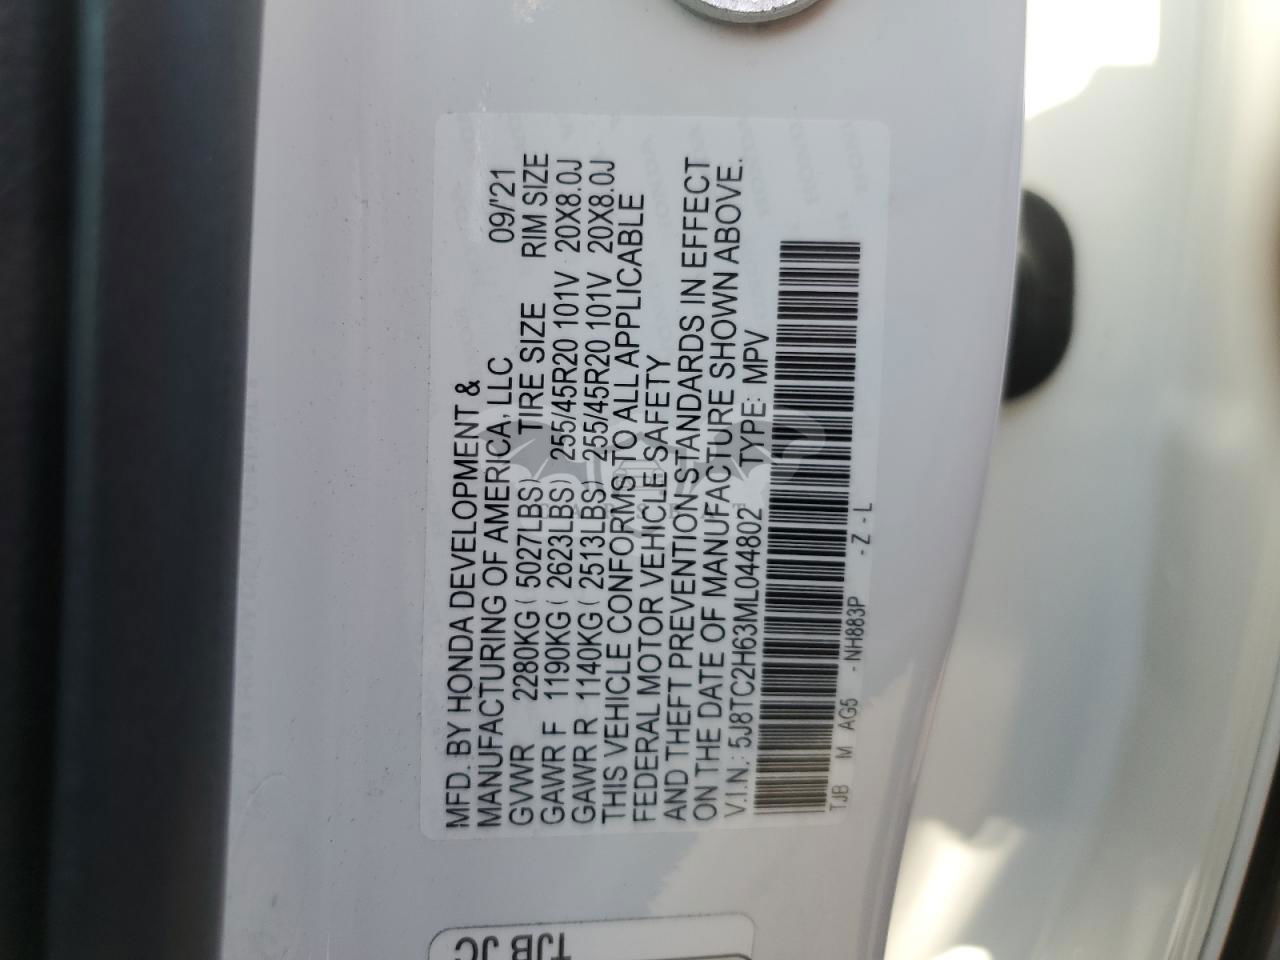 MFD. BY HONDA DEVELOPMENT &
MANUFACTURING OF AMERICA, LLC 09/'21
GVWR 2280KG ( 5027LBS) TIRE SIZE RIM SIZE
GAWR F 1190KG ( 2623LBS) 255/45R20 101V 20X8.0J
GAWR R 1140KG ( 2513LBS) 255/45R20 101V 20X8.0J
THIS VEHICLE CONFORMS TO ALL APPLICABLE
FEDERAL MOTOR VEHICLE SAFETY
AND THEFT PREVENTION STANDARDS IN EFFECT
ON THE DATE OF MANUFACTURE SHOWN ABOVE.
V.I.N.: 5J8TC2H63ML044802 TYPE: MPV
TJB M AG5 -NH883P -Z -L
TJB JC